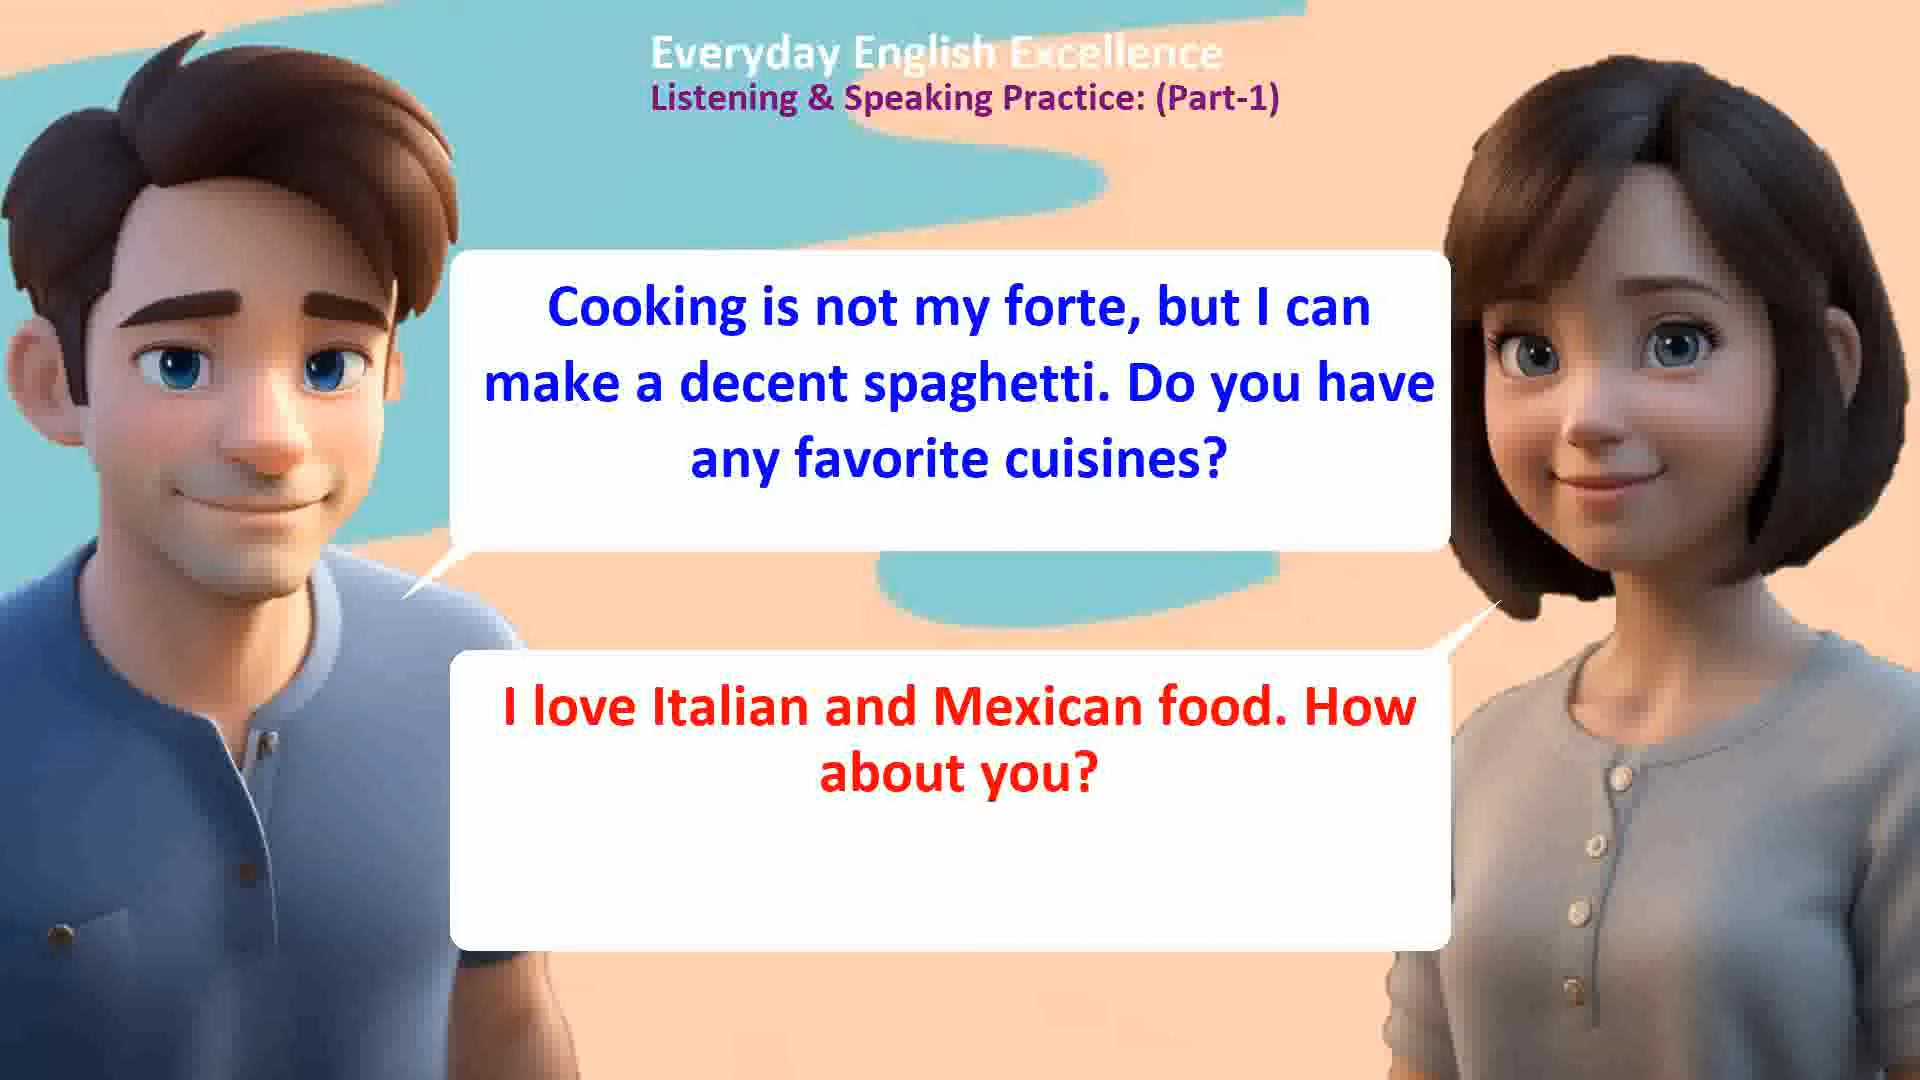 Everyday English Excellence
Listening & Speaking Practice: (Part-1)
Cooking is not my forte, but I can
make a decent spaghetti. Do you have
any favorite cuisines?
I love Italian and Mexican food. How
about you?